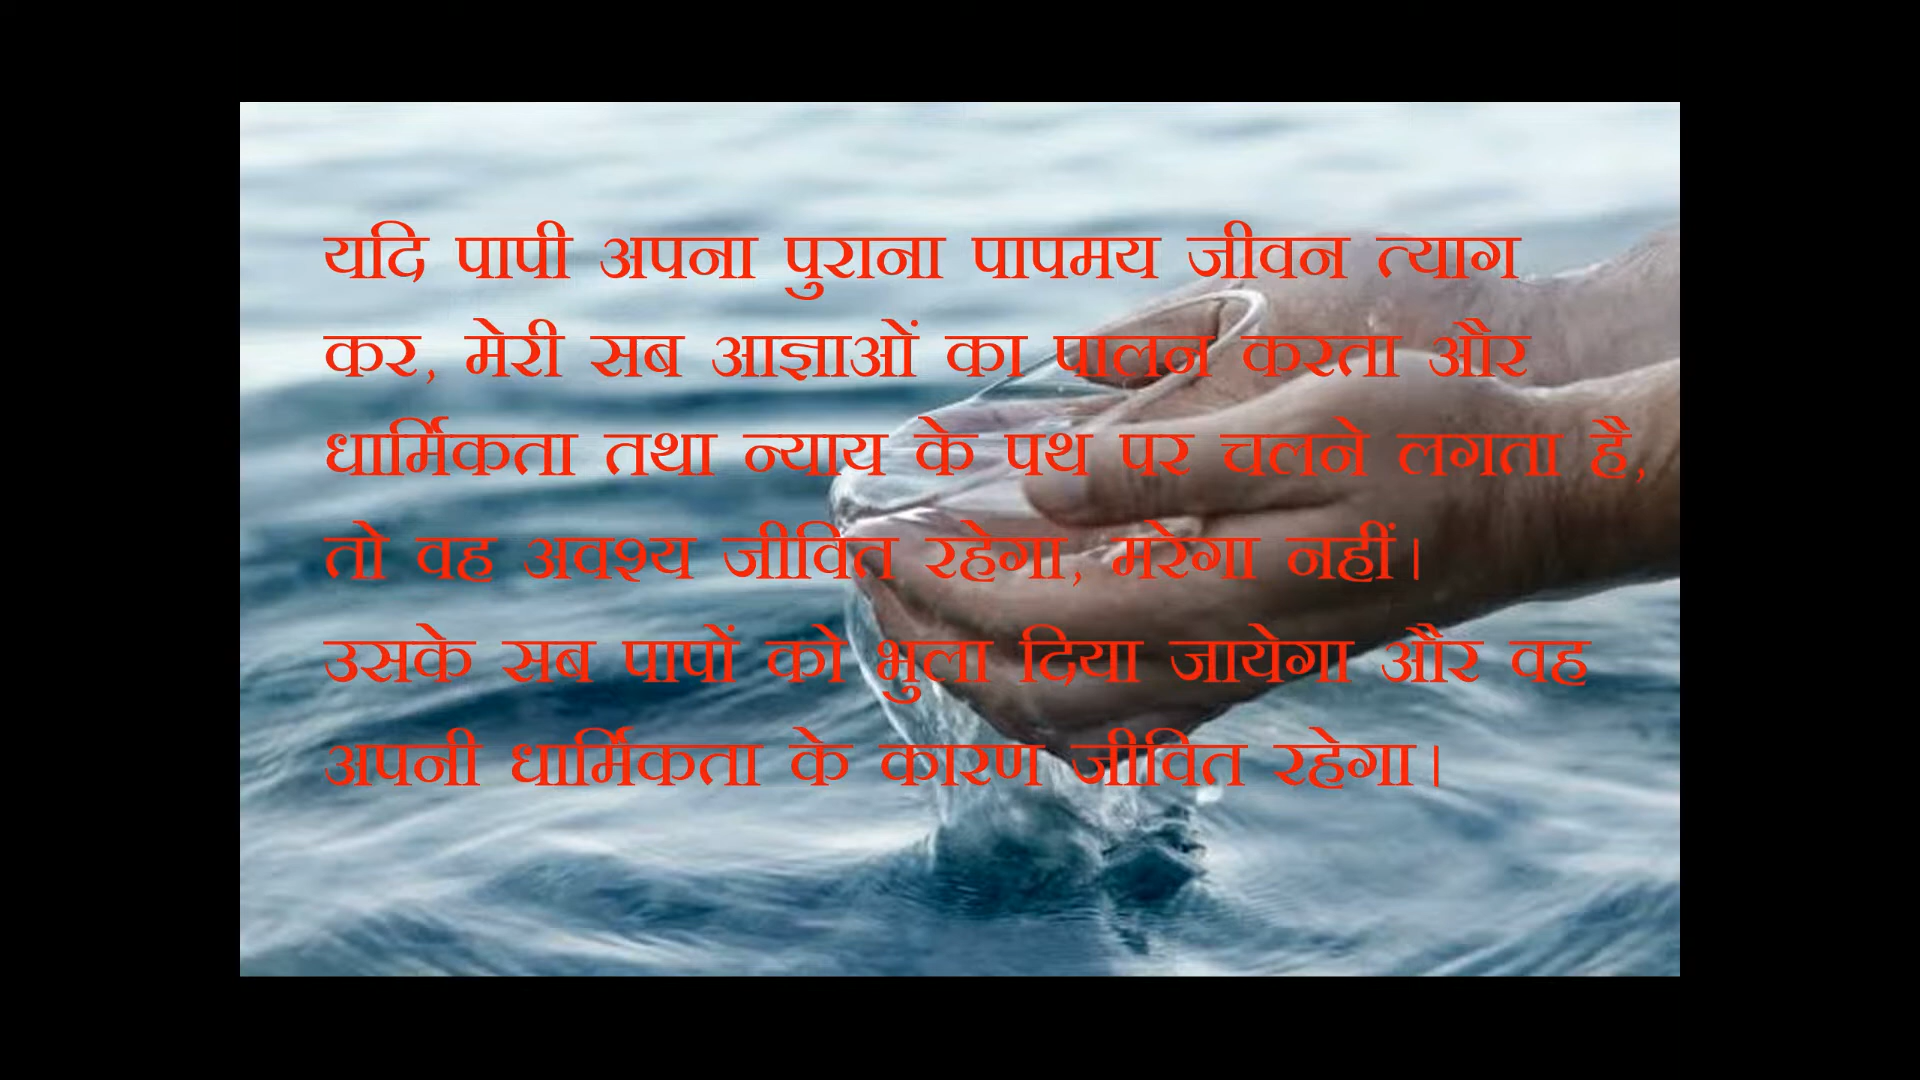 यदि पापी अपना पुराना पापमय जीवन त्याग
कर, मेरी सब आज्ञाओं का पालन करता और
धार्मिकता तथा न्याय के पथ पर चलने लगता है,
तो वह अवश्य जीवित रहेगा, मरेगा नहीं।
उसके सब पापों को भुला दिया जायेगा और वह
अपनी धार्मिकता के कारण जीवित रहेगा।